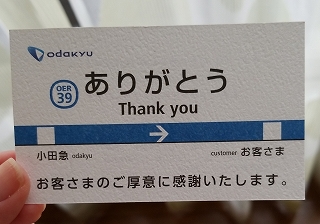 ODAKYU
OER
39
ありがとう
Thank you
小田急 odakyu
customer お客さま
お客さまのご厚意に感謝いたします。